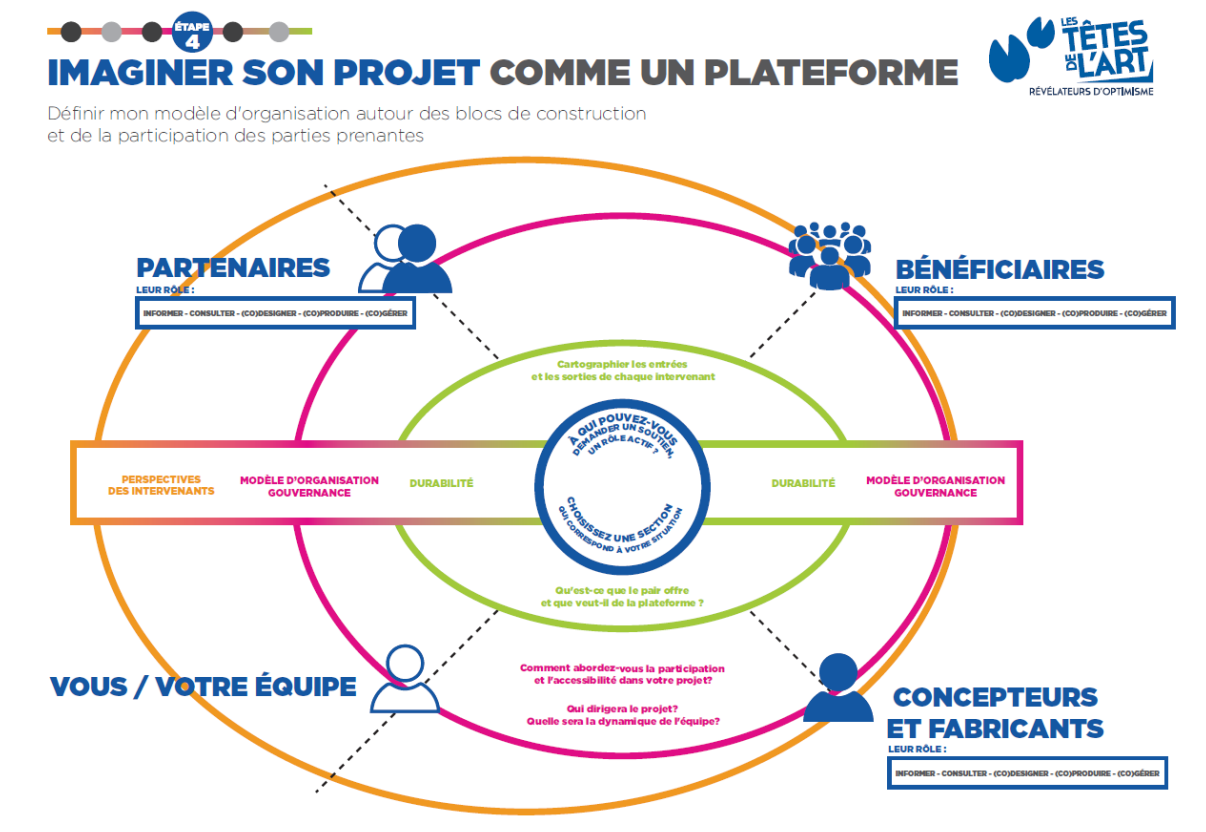 ÉTAPE
4
IMAGINER SON PROJET COMME UN PLATEFORME
Définir mon modèle d'organisation autour des blocs de construction
et de la participation des parties prenantes
LES
TÊTES
DE
L'ART
RÉVÉLATEURS D'OPTIMISME
PARTENAIRES
LEUR RÔLE :
INFORMER - CONSULTER - (CO)DESIGNER - (CO)PRODUIRE - (CO)GÉRER
BÉNÉFICIAIRES
LEUR RÔLE :
INFORMER - CONSULTER - (CO)DESIGNER - (CO)PRODUIRE - (CO)GÉRER
Cartographier les entrées
et les sorties de chaque intervenant
PERSPECTIVES
DES INTERVENANTS
MODÈLE D'ORGANISATION
GOUVERNANCE
DURABILITÉ
À QUI POUVEZ-VOUS
DEMANDER UN SOUTIEN,
UN RÔLE ACTIF ?
CHOISISSEZ UNE SECTION
QUI CORRESPOND À VOTRE SITUATION
DURABILITÉ
MODÈLE D'ORGANISATION
GOUVERNANCE
Qu'est-ce que le pair offre
et que veut-il de la plateforme ?
VOUS / VOTRE ÉQUIPE
Comment abordez-vous la participation
et l'accessibilité dans votre projet?
Qui dirigera le projet?
Quelle sera la dynamique de l'équipe?
CONCEPTEURS
ET FABRICANTS
LEUR RÔLE :
INFORMER - CONSULTER - (CO)DESIGNER - (CO)PRODUIRE - (CO)GÉRER